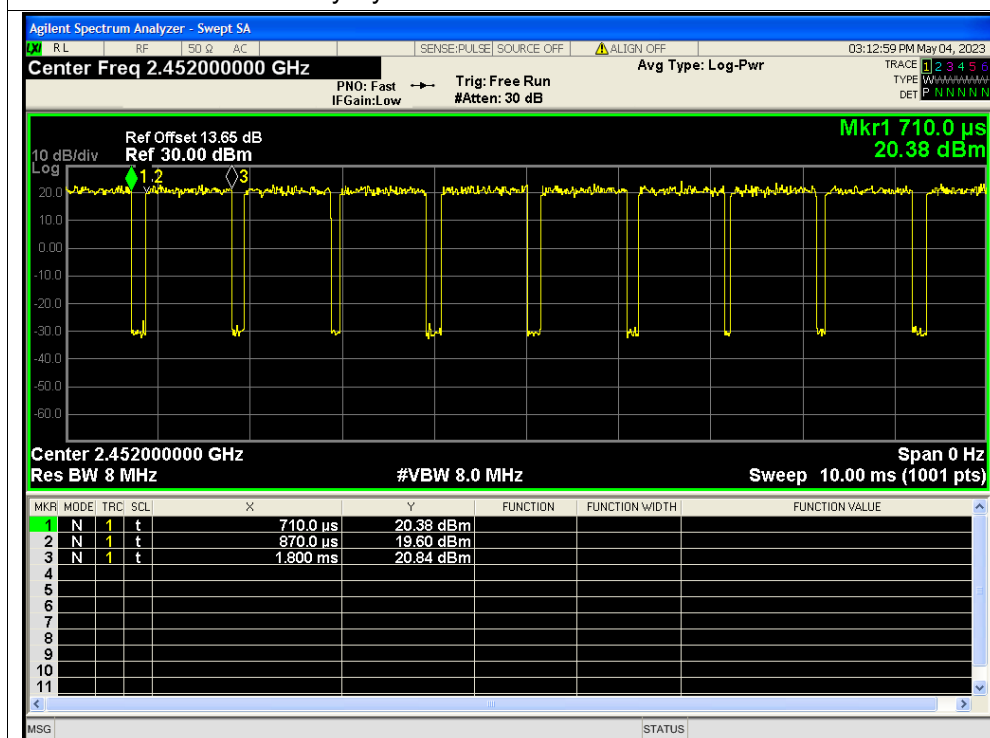 Agilent Spectrum Analyzer - Swept SA
LXI RL RF 50 Ω AC SENSE:PULSE SOURCE OFF ALIGN OFF 03:12:59 PM May 04, 2023
Center Freq 2.452000000 GHz Avg Type: Log-Pwr TRACE 1 2 3 4 5 6
PNO: Fast Trig: Free Run TYPE W
IFGain:Low #Atten: 30 dB DET P N N N N N
Mkr1 710.0 µs
Ref Offset 13.65 dB
10 dB/div Ref 30.00 dBm 20.38 dBm
Log
1 2 3
20.0
10.0
0.00
-10.0
-20.0
-30.0
-40.0
-50.0
-60.0
Center 2.452000000 GHz Span 0 Hz
Res BW 8 MHz #VBW 8.0 MHz Sweep 10.00 ms (1001 pts)
MKR MODE TRC SCL X Y FUNCTION FUNCTION WIDTH FUNCTION VALUE
1 N 1 t 710.0 µs 20.38 dBm
2 N 1 t 870.0 µs 19.60 dBm
3 N 1 t 1.800 ms 20.84 dBm
4
5
6
7
8
9
10
11
MSG STATUS